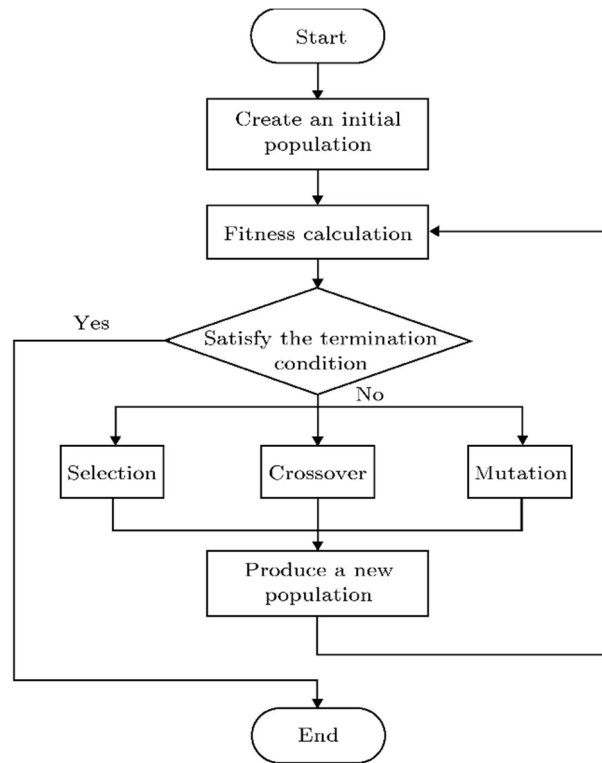 Start
Create an initial
population
Fitness calculation
Yes
Satisfy the termination
condition
No
Selection
Crossover
Mutation
Produce a new
population
End